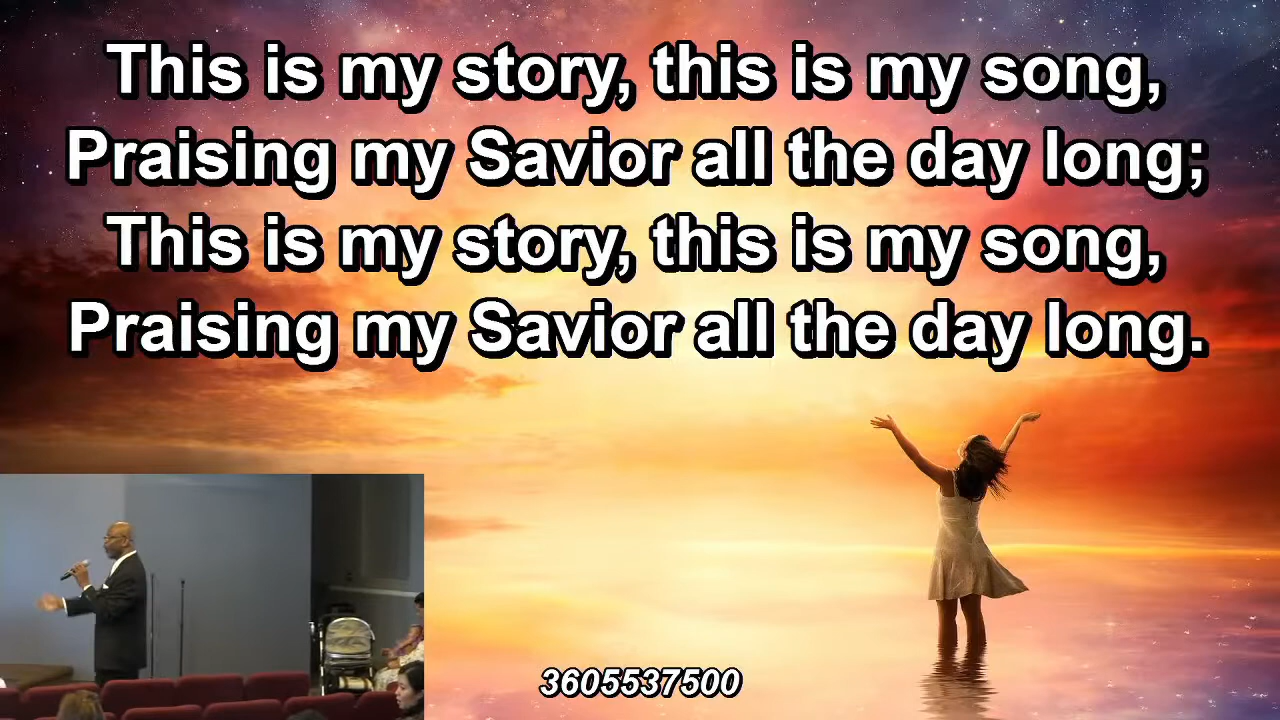 This is my story, this is my song,
Praising my Savior all the day long;
This is my story, this is my song,
Praising my Savior all the day long.
3605537500